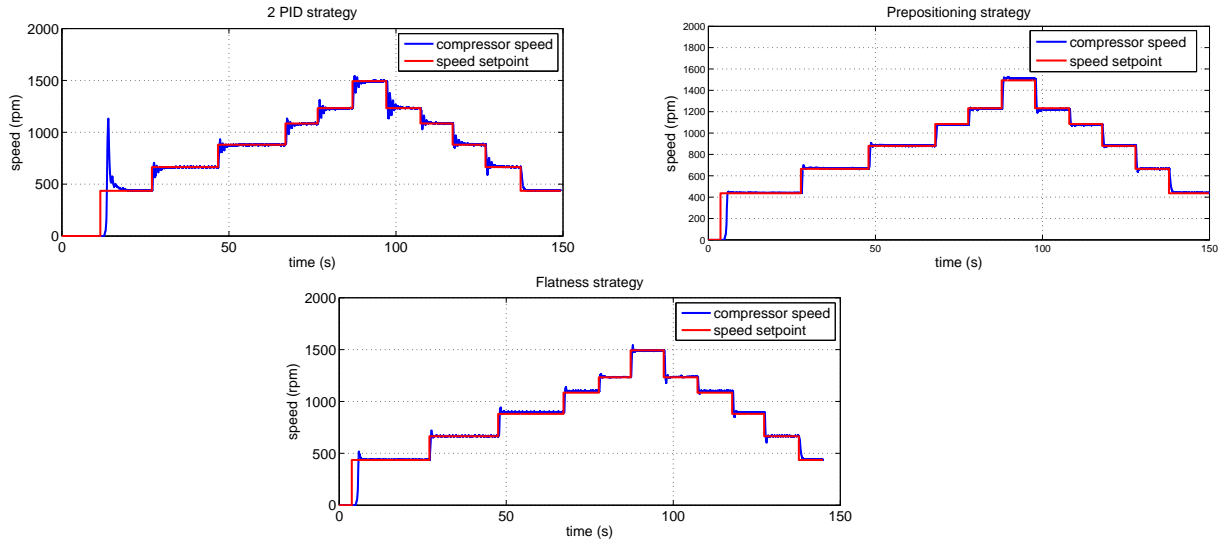 2 PID strategy
2000
1500
1000
500
0
0
50
100
150
speed (rpm)
time (s)
compressor speed
speed setpoint
Prepositioning strategy
2000
1800
1600
1400
1200
1000
800
600
400
200
0
0
50
100
150
speed (rpm)
time (s)
compressor speed
speed setpoint
Flatness strategy
2000
1500
1000
500
0
0
50
100
150
speed (rpm)
time (s)
compressor speed
speed setpoint